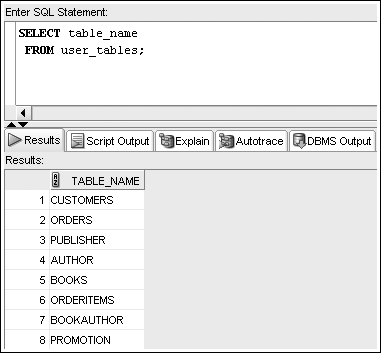 Enter SQL Statement:
SELECT table_name
FROM user_tables;
Results Script Output Explain Autotrace DBMS Output
Results:
TABLE_NAME
1 CUSTOMERS
2 ORDERS
3 PUBLISHER
4 AUTHOR
5 BOOKS
6 ORDERITEMS
7 BOOKAUTHOR
8 PROMOTION